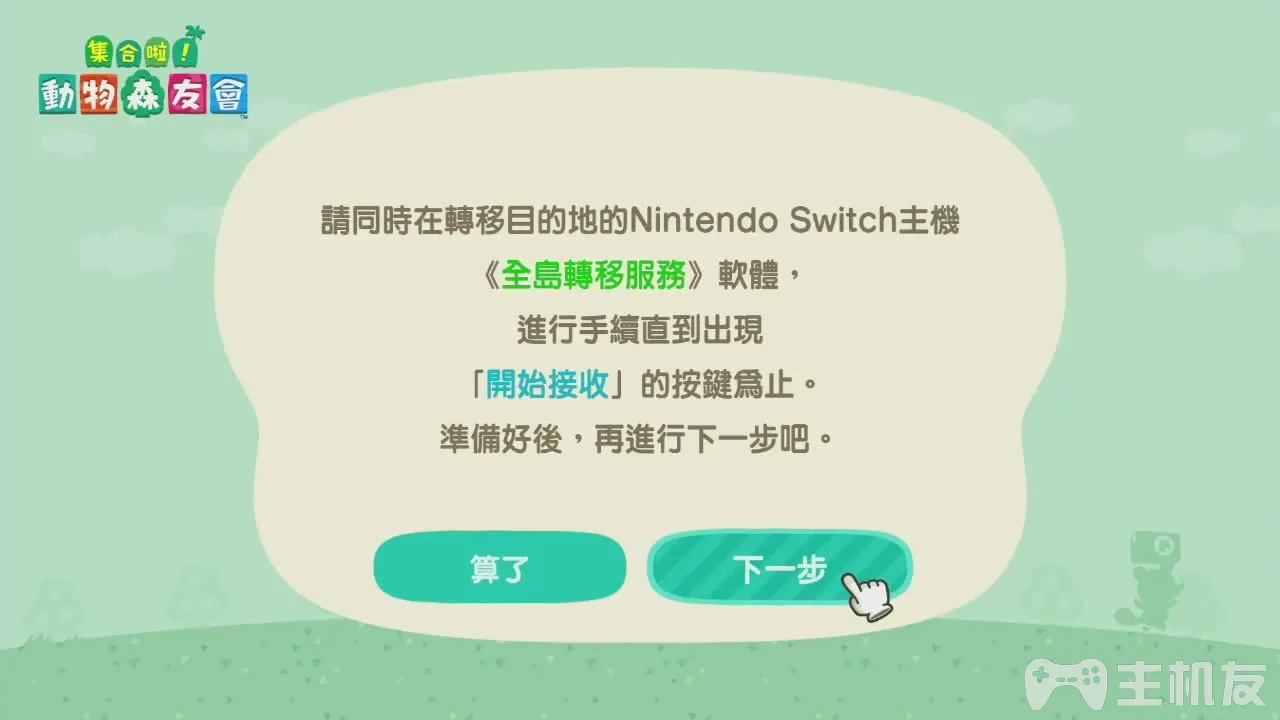 集合啦！
動物森友會™
請同時在轉移目的地的Nintendo Switch主機
《全島轉移服務》軟體，
進行手續直到出現
「開始接收」的按鍵為止。
準備好後，再進行下一步吧。
算了
下一步
主机友